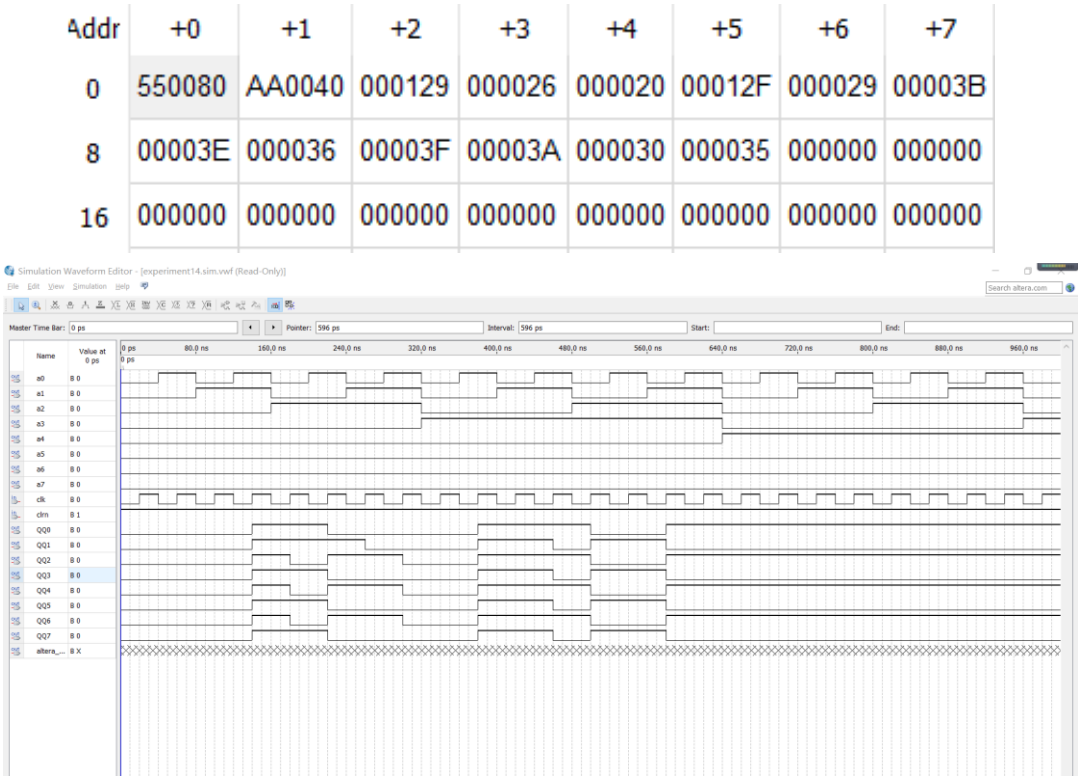 Addr +0 +1 +2 +3 +4 +5 +6 +7
0 550080 AA0040 000129 000026 000020 00012F 000029 00003B
8 00003E 000036 00003F 00003A 000030 000035 000000 000000
16 000000 000000 000000 000000 000000 000000 000000 000000
Simulation Waveform Editor - [experiment14.sim.vwf (Read-Only)]
File Edit View Simulation Help
Search altera.com
Master Time Bar: 0 ps Pointer: 596 ps Interval: 596 ps Start: End:
Name Value at 0 ps
0 ps 80.0 ns 160.0 ns 240.0 ns 320.0 ns 400.0 ns 480.0 ns 560.0 ns 640.0 ns 720.0 ns 800.0 ns 880.0 ns 960.0 ns
0 ps
a0 B 0
a1 B 0
a2 B 0
a3 B 0
a4 B 0
a5 B 0
a6 B 0
a7 B 0
clk B 0
clrn B 1
QQ0 B 0
QQ1 B 0
QQ2 B 0
QQ3 B 0
QQ4 B 0
QQ5 B 0
QQ6 B 0
QQ7 B 0
altera_... B X